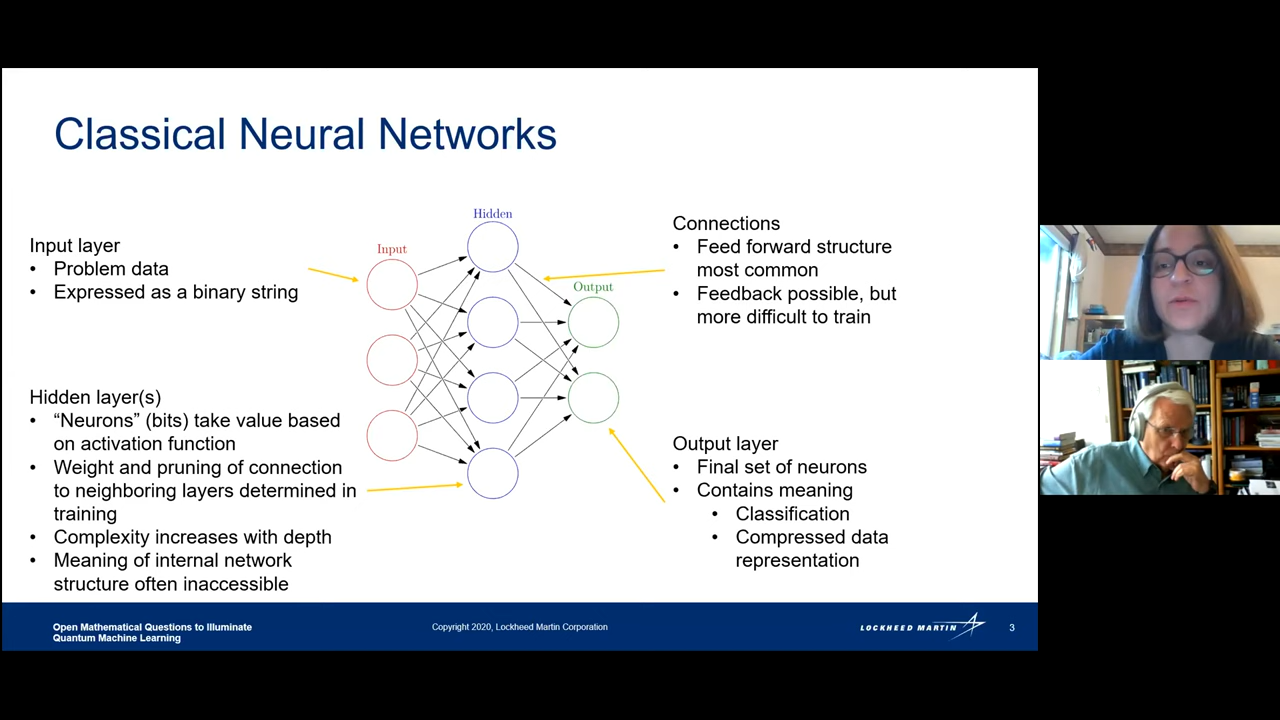 Classical Neural Networks
Input layer
• Problem data
• Expressed as a binary string
Hidden layer(s)
• “Neurons” (bits) take value based
on activation function
• Weight and pruning of connection
to neighboring layers determined in
training
• Complexity increases with depth
• Meaning of internal network
structure often inaccessible
Input
Hidden
Output
Connections
• Feed forward structure
most common
• Feedback possible, but
more difficult to train
Output layer
• Final set of neurons
• Contains meaning
• Classification
• Compressed data
representation
Open Mathematical Questions to Illuminate
Quantum Machine Learning
Copyright 2020, Lockheed Martin Corporation
LOCKHEED MARTIN
3